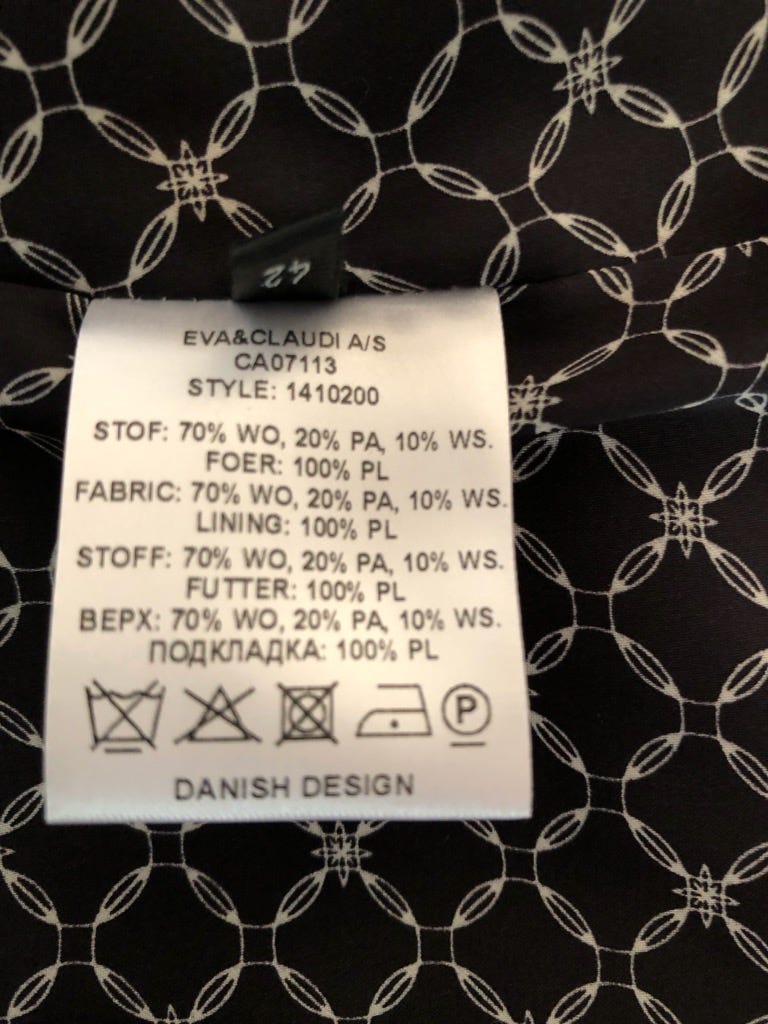 42
EVA&CLAUDI A/S
CA07113
STYLE: 1410200
STOF: 70% WO, 20% PA, 10% WS.
FOER: 100% PL
FABRIC: 70% WO, 20% PA, 10% WS.
LINING: 100% PL
STOFF: 70% WO, 20% PA, 10% WS.
FUTTER: 100% PL
ВЕРХ: 70% WO, 20% PA, 10% WS.
ПОДКЛАДКА: 100% PL
P
DANISH DESIGN